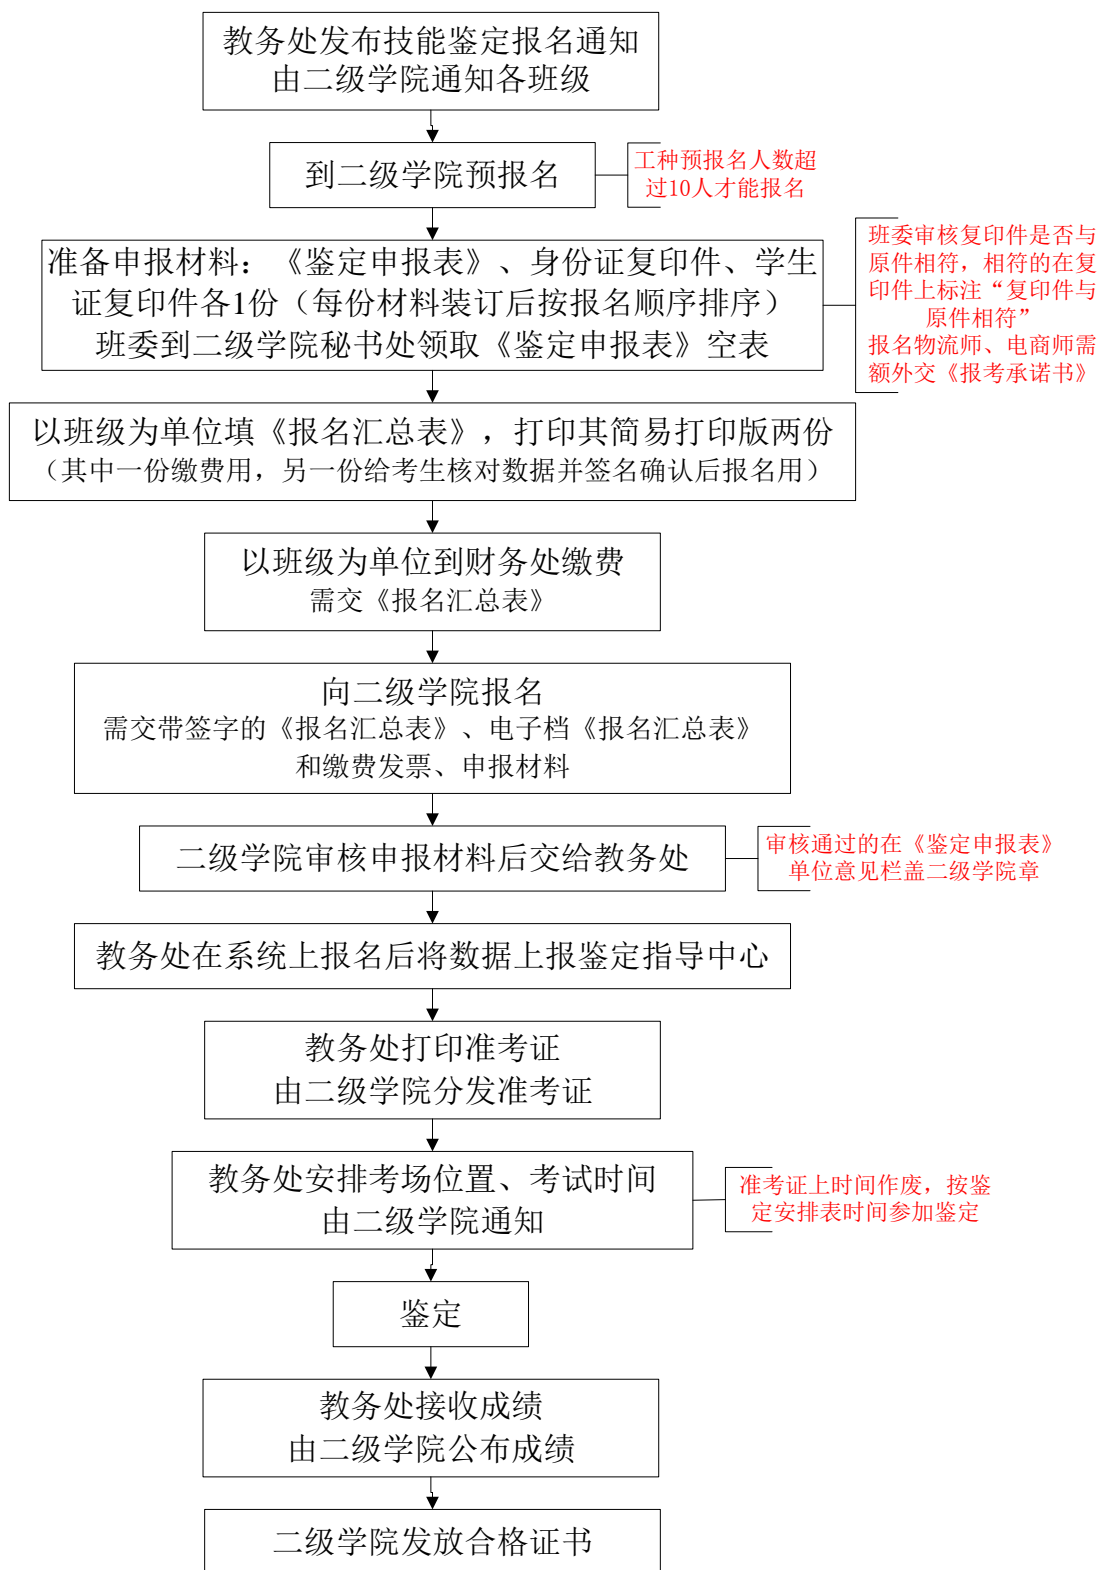 教务处发布技能鉴定报名通知
由二级学院通知各班级
到二级学院预报名
工种预报名人数超
过10人才能报名
准备申报材料：《鉴定申报表》、身份证复印件、学生
证复印件各1份（每份材料装订后按报名顺序排序）
班委到二级学院秘书处领取《鉴定申报表》空表
班委审核复印件是否与
原件相符，相符的在复
印件上标注“复印件与
原件相符”
报名物流师、电商师需
额外交《报考承诺书》
以班级为单位填《报名汇总表》，打印其简易打印版两份
（其中一份缴费用，另一份给考生核对数据并签名确认后报名用）
以班级为单位到财务处缴费
需交《报名汇总表》
向二级学院报名
需交带签字的《报名汇总表》、电子档《报名汇总表》
和缴费发票、申报材料
二级学院审核申报材料后交给教务处
审核通过的在《鉴定申报表》
单位意见栏盖二级学院章
教务处在系统上报名后将数据上报鉴定指导中心
教务处打印准考证
由二级学院分发准考证
教务处安排考场位置、考试时间
由二级学院通知
准考证上时间作废，按鉴
定安排表时间参加鉴定
鉴定
教务处接收成绩
由二级学院公布成绩
二级学院发放合格证书